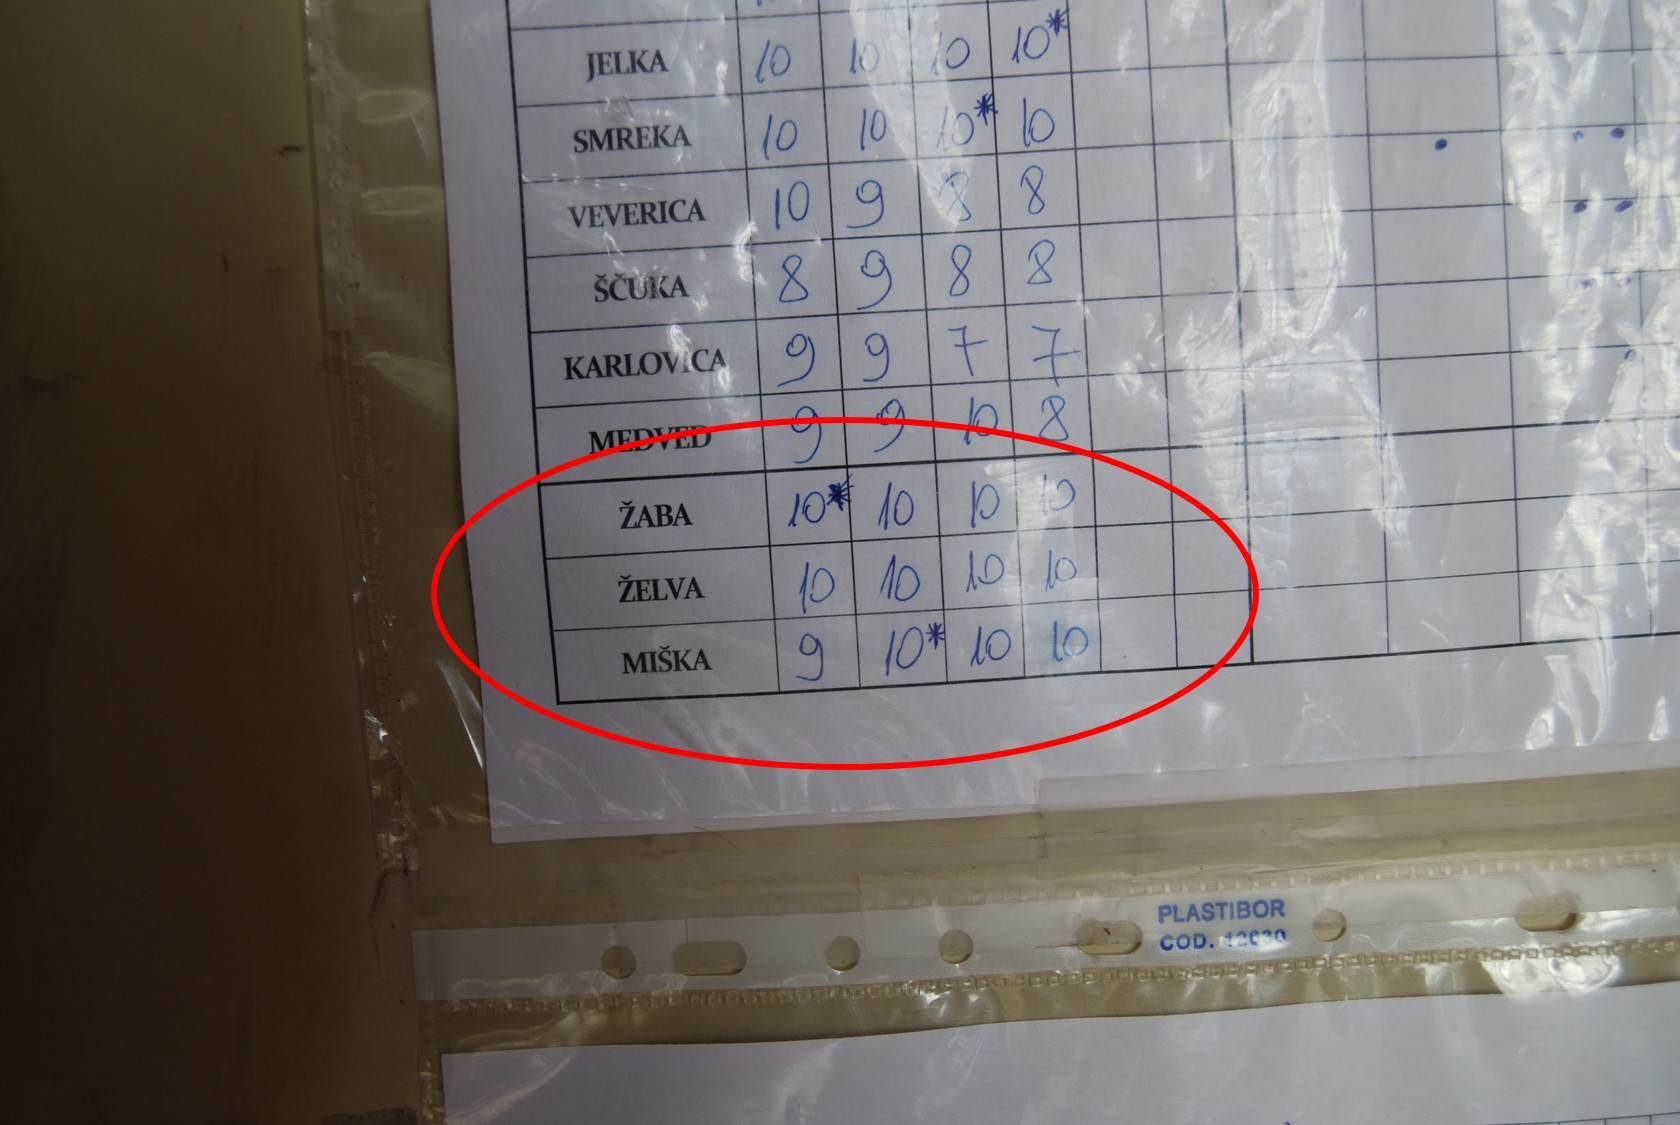 JELKA 10 10 10 10*
SMREKA 10 10 10* 10
VEVERICA 10 9 8 8
ŠČUKA 8 9 8 8
KARLOVICA 9 9 7 7
MEDVED 9 9 10 8
ŽABA 10* 10 10 10
ŽELVA 10 10 10 10
MIŠKA 9 10* 10 10
PLASTIBOR
COD.